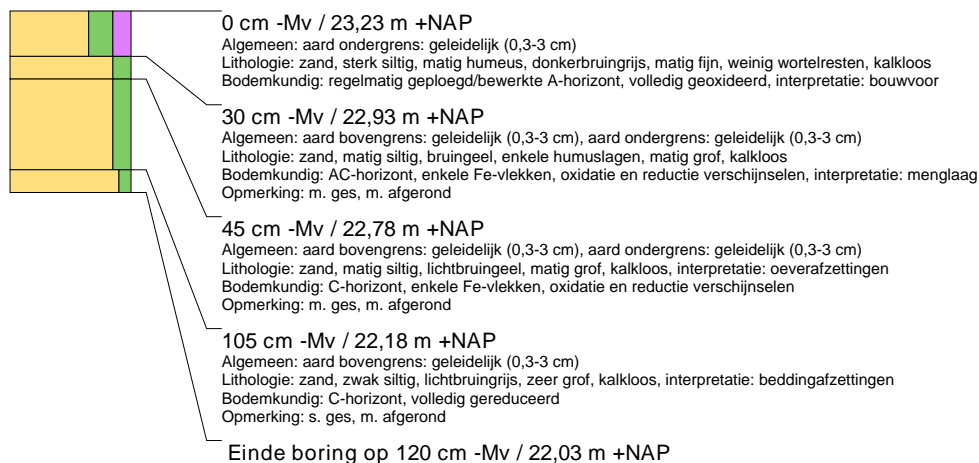 0 cm -Mv / 23,23 m +NAP
Algemeen: aard ondergrens: geleidelijk (0,3-3 cm)
Lithologie: zand, sterk siltig, matig humeus, donkerbruingrijs, matig fijn, weinig wortelresten, kalkloos
Bodemkundig: regelmatig geploegd/bewerkte A-horizont, volledig geoxideerd, interpretatie: bouwvoor
30 cm -Mv / 22,93 m +NAP
Algemeen: aard bovengrens: geleidelijk (0,3-3 cm), aard ondergrens: geleidelijk (0,3-3 cm)
Lithologie: zand, matig siltig, bruingeel, enkele humuslagen, matig grof, kalkloos
Bodemkundig: AC-horizont, enkele Fe-vlekken, oxidatie en reductie verschijnselen, interpretatie: menglaag
Opmerking: m. ges, m. afgerond
45 cm -Mv / 22,78 m +NAP
Algemeen: aard bovengrens: geleidelijk (0,3-3 cm), aard ondergrens: geleidelijk (0,3-3 cm)
Lithologie: zand, matig siltig, lichtbruingeel, matig grof, kalkloos, interpretatie: oeverafzettingen
Bodemkundig: C-horizont, enkele Fe-vlekken, oxidatie en reductie verschijnselen
Opmerking: m. ges, m. afgerond
105 cm -Mv / 22,18 m +NAP
Algemeen: aard bovengrens: geleidelijk (0,3-3 cm)
Lithologie: zand, zwak siltig, lichtbruingrijs, zeer grof, kalkloos, interpretatie: beddingafzettingen
Bodemkundig: C-horizont, volledig gereduceerd
Opmerking: s. ges, m. afgerond
Einde boring op 120 cm -Mv / 22,03 m +NAP